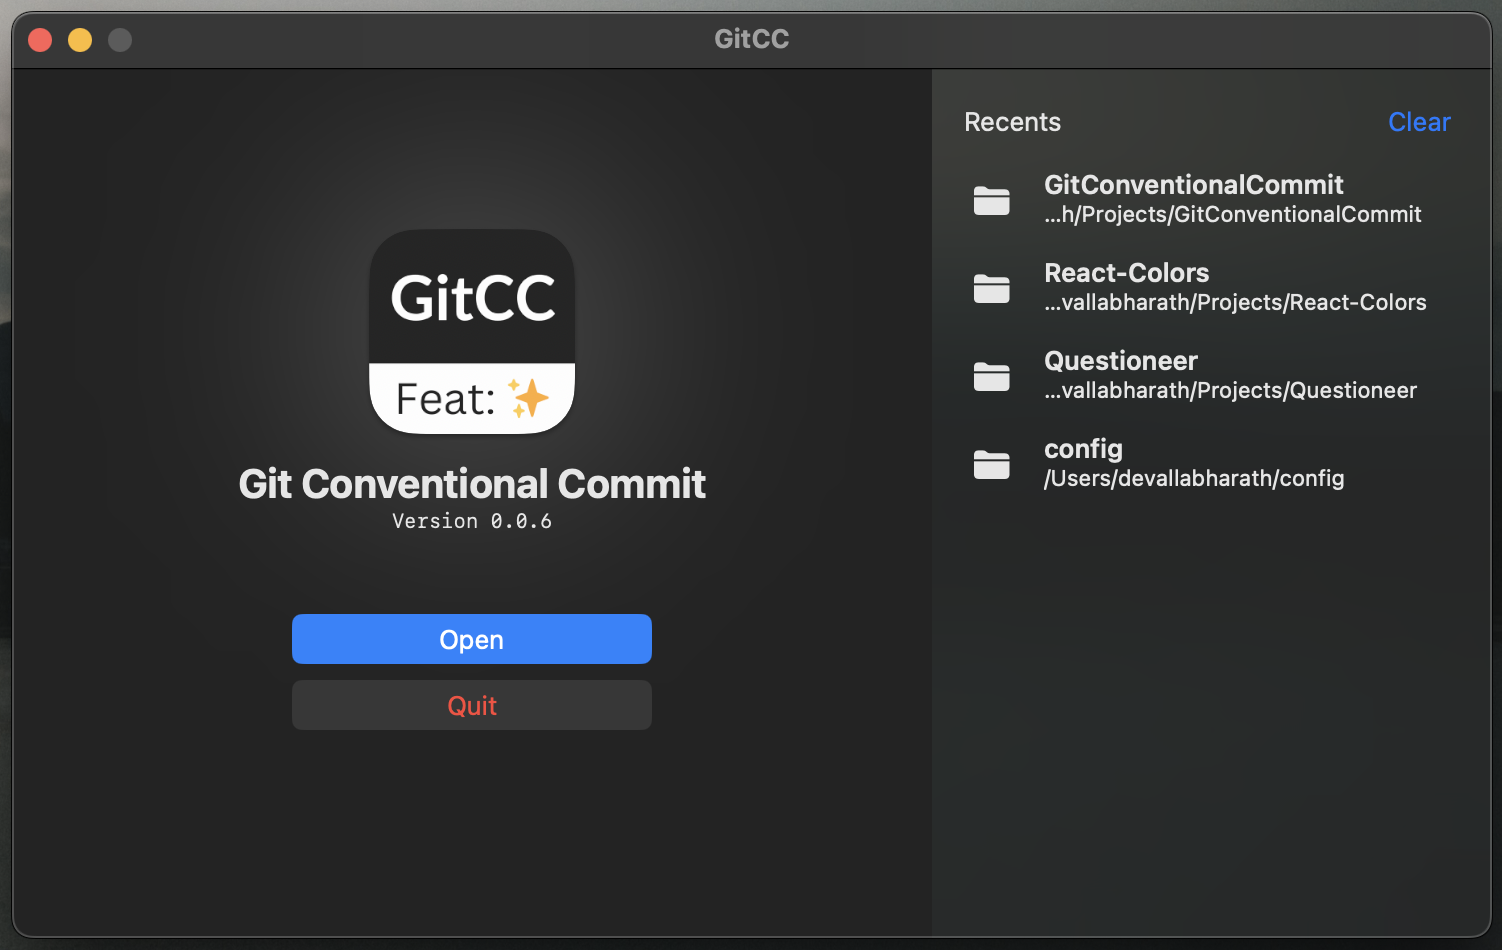 GitCC
GitCC
Feat:
Git Conventional Commit
Version 0.0.6
Open
Quit
Recents
Clear
GitConventionalCommit
...h/Projects/GitConventionalCommit
React-Colors
...vallabharath/Projects/React-Colors
Questioneer
...vallabharath/Projects/Questioneer
config
/Users/devallabharath/config